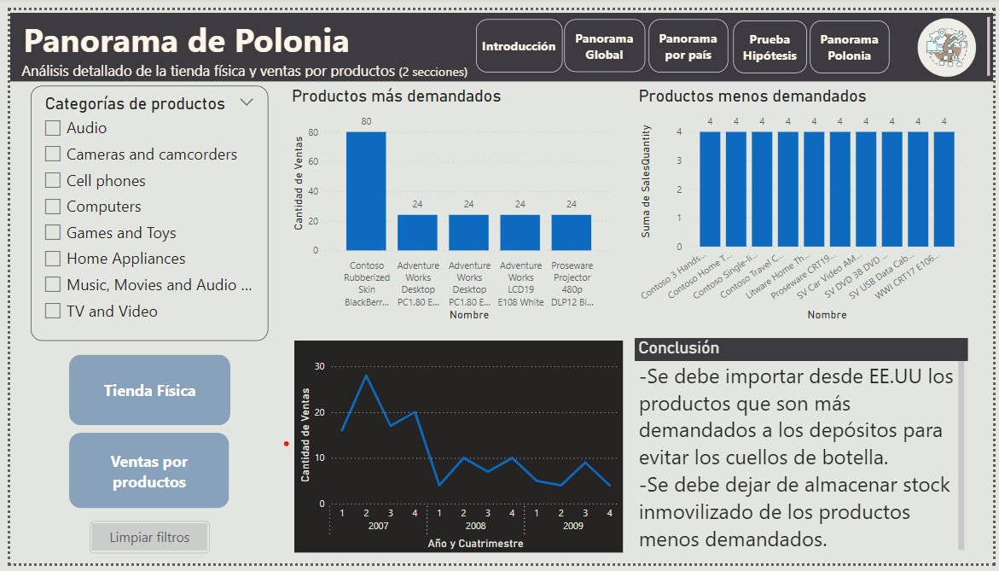 Panorama de Polonia
Análisis detallado de la tienda física y ventas por productos (2 secciones)
Introducción
Panorama
Global
Panorama
por país
Prueba
Hipótesis
Panorama
Polonia
Categorías de productos
Audio
Cameras and camcorders
Cell phones
Computers
Games and Toys
Home Appliances
Music, Movies and Audio ...
TV and Video
Tienda Física
Ventas por
productos
Limpiar filtros
Productos más demandados
Cantidad de Ventas
80
60
40
20
0
80
24
24
24
24
Contoso
Rubberized
Skin
BlackBerr...
Adventure
Works
Desktop
PC1.80 E...
Adventure
Works
Desktop
PC1.80 E...
Adventure
Works
LCD19
E108 White
Proseware
Projector
480p
DLP12 Bl...
Nombre
Productos menos demandados
Suma de SalesQuantity
4
3
2
1
0
4
4
4
4
4
4
4
4
4
4
Contoso 3 Hands...
Contoso Home T...
Contoso Single-li...
Contoso Travel C...
Litware Home Th...
Proseware CRT19...
SV Car Video AM...
SV DVD 38 DVD ...
SV USB Data Cab...
WWI CRT17 E106...
Nombre
Cantidad de Ventas
30
20
10
0
1 2 3 4 1 2 3 4 1 2 3 4
2007 2008 2009
Año y Cuatrimestre
Conclusión
-Se debe importar desde EE.UU los
productos que son más
demandados a los depósitos para
evitar los cuellos de botella.
-Se debe dejar de almacenar stock
inmovilizado de los productos
menos demandados.